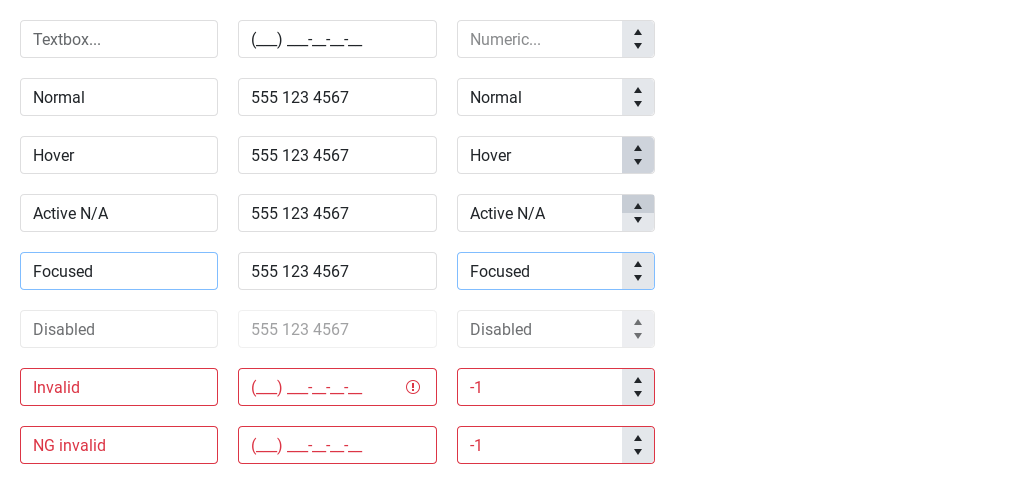 Textbox... (___) ___-__-__-__ Numeric...
Normal 555 123 4567 Normal
Hover 555 123 4567 Hover
Active N/A 555 123 4567 Active N/A
Focused 555 123 4567 Focused
Disabled 555 123 4567 Disabled
Invalid (___) ___-__-__-__ -1
NG invalid (___) ___-__-__-__ -1